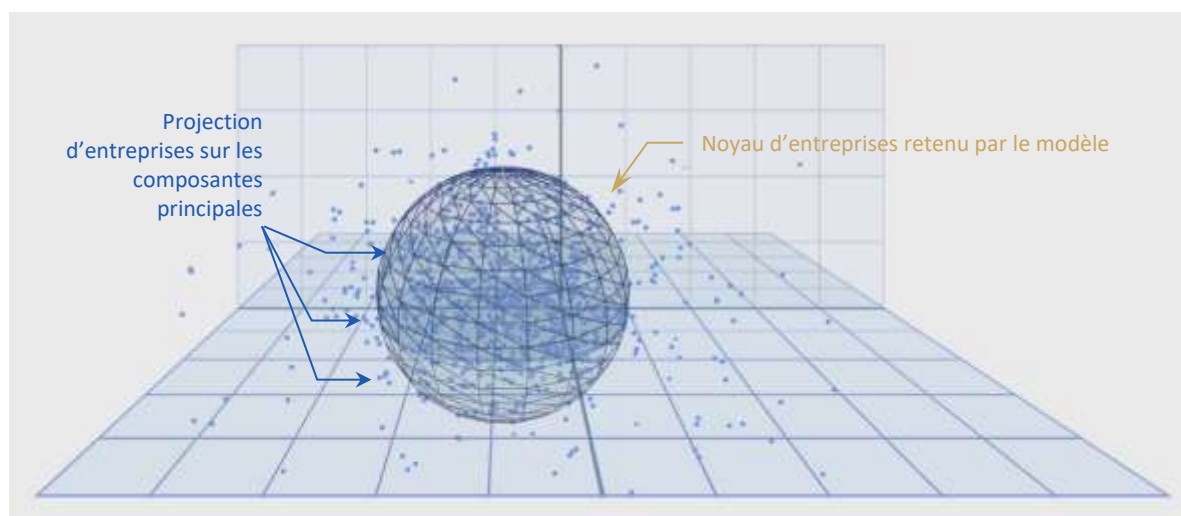 Projection
d’entreprises sur les
composantes
principales
Noyau d’entreprises retenu par le modèle